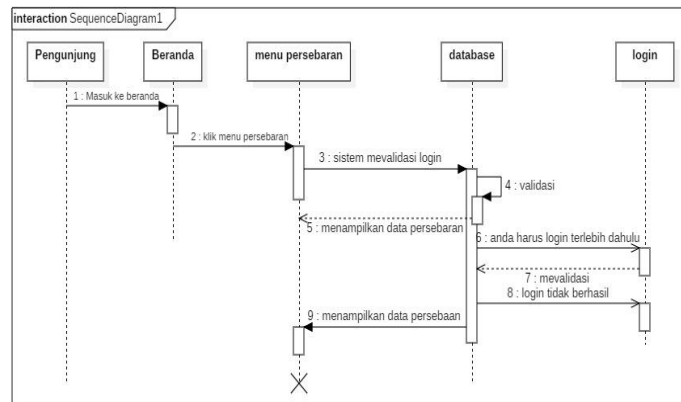 interaction SequenceDiagram1
Pengunjung
Beranda
menu persebaran
database
login
1 : Masuk ke beranda
2 : klik menu persebaran
3 : sistem mevalidasi login
4 : validasi
5 : menampilkan data persebaran
6 : anda harus login terlebih dahulu
7 : mevalidasi
8 : login tidak berhasil
9 : menampilkan data persebaan